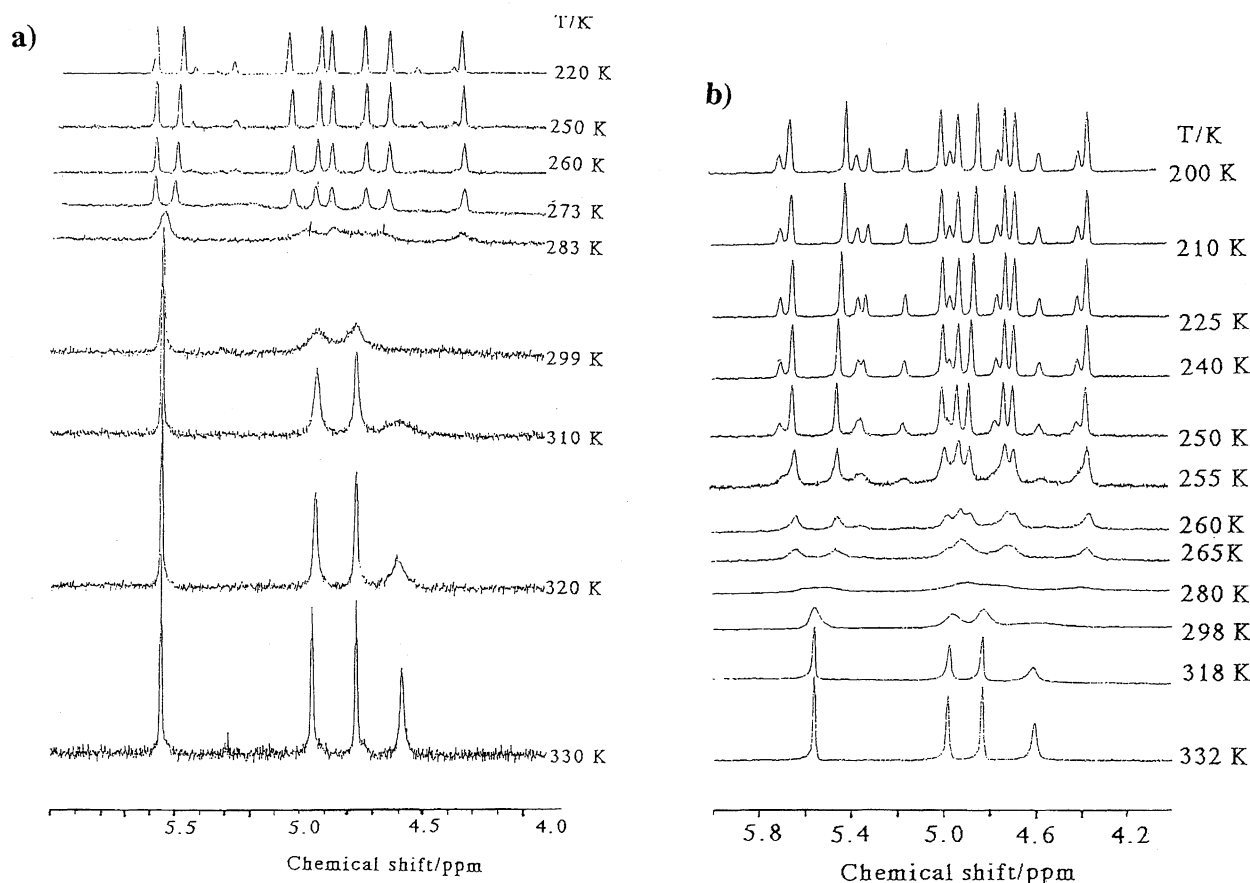 a)
T/K
220 K
250 K
260 K
273 K
283 K
299 K
310 K
320 K
330 K
5.5 5.0 4.5 4.0
Chemical shift/ppm
b)
T/K
200 K
210 K
225 K
240 K
250 K
255 K
260 K
265K
280 K
298 K
318 K
332 K
5.8 5.4 5.0 4.6 4.2
Chemical shift/ppm